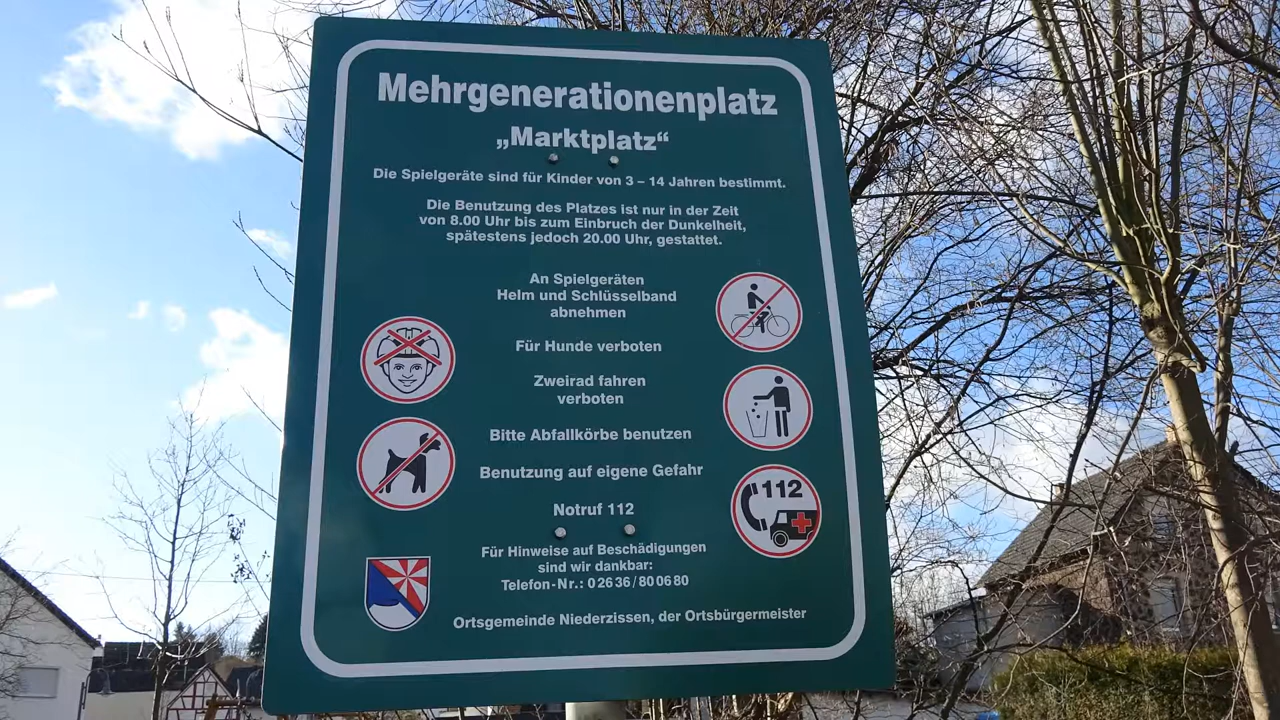 Mehrgenerationenplatz
„Marktplatz“
Die Spielgeräte sind für Kinder von 3 – 14 Jahren bestimmt.
Die Benutzung des Platzes ist nur in der Zeit
von 8.00 Uhr bis zum Einbruch der Dunkelheit,
spätestens jedoch 20.00 Uhr, gestattet.
An Spielgeräten
Helm und Schlüsselband
abnehmen
Für Hunde verboten
Zweirad fahren
verboten
Bitte Abfallkörbe benutzen
Benutzung auf eigene Gefahr
112
Notruf 112
Für Hinweise auf Beschädigungen
sind wir dankbar:
Telefon-Nr.: 02636/800680
Ortsgemeinde Niederzissen, der Ortsbürgermeister